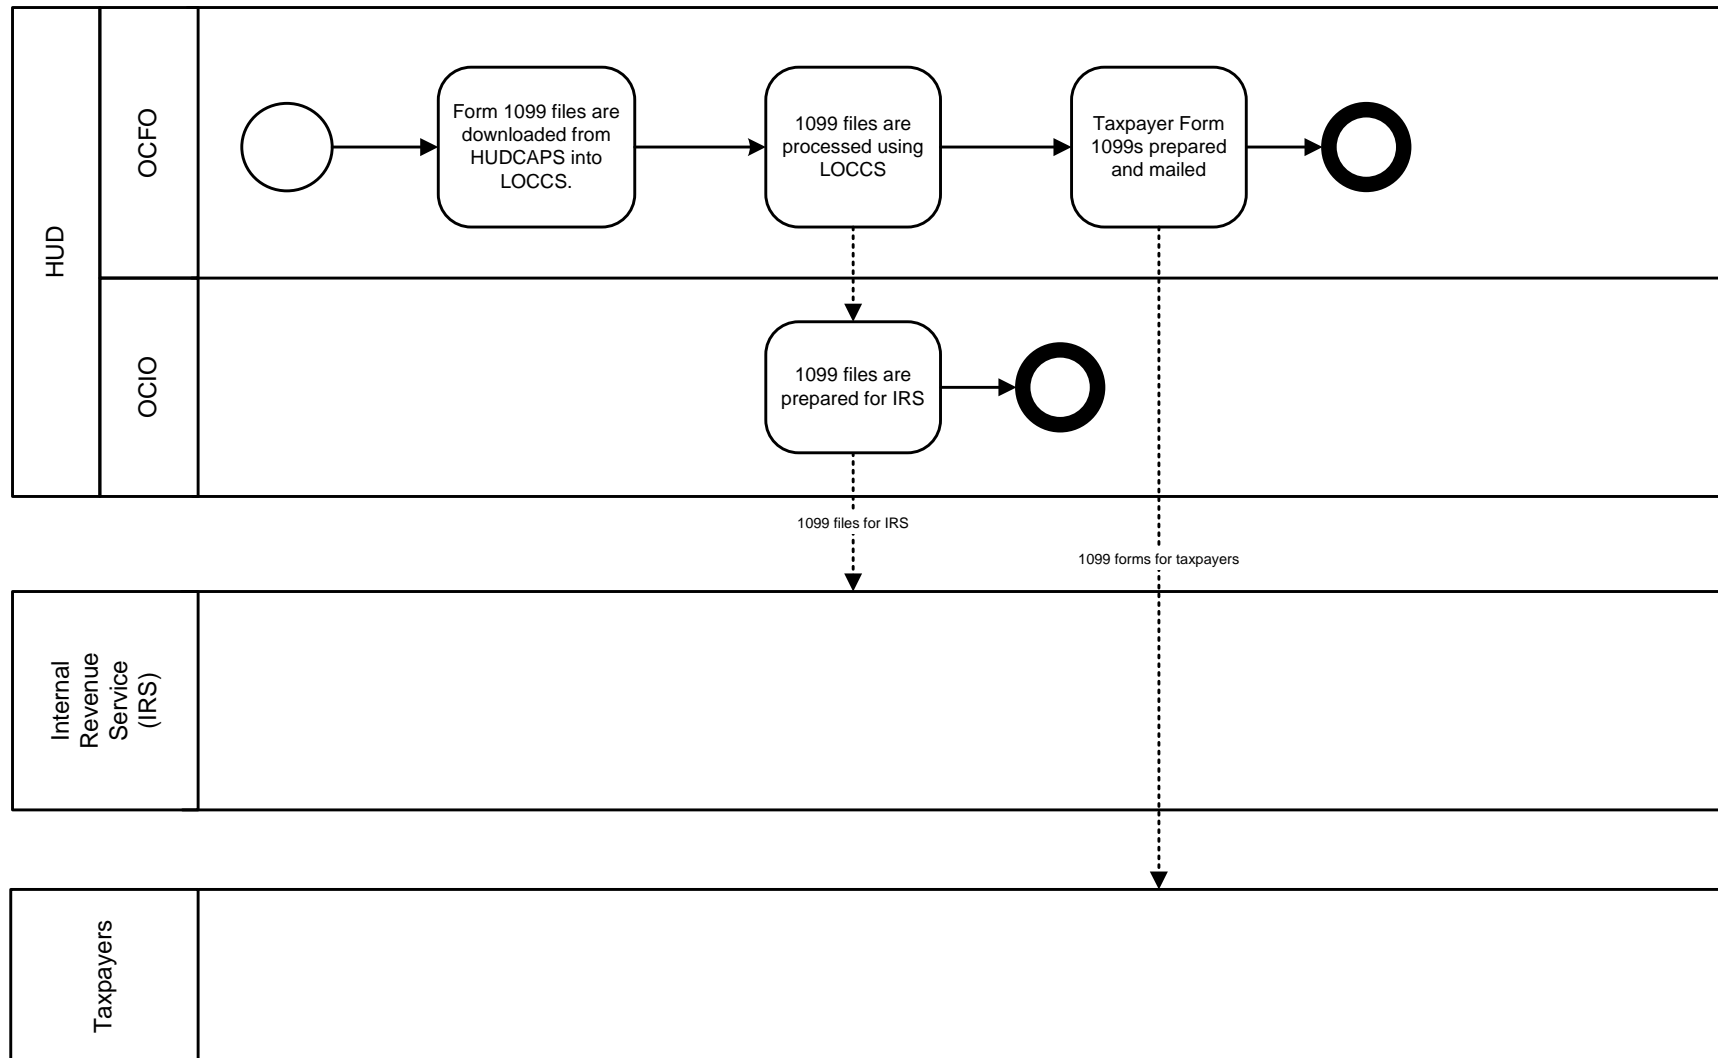 HUD
OCFO
Form 1099 files are
downloaded from
HUDCAPS into
LOCCS.
1099 files are
processed using
LOCCS
Taxpayer Form
1099s prepared
and mailed
OCIO
1099 files are
prepared for IRS
1099 files for IRS
1099 forms for taxpayers
Internal
Revenue
Service
(IRS)
Taxpayers